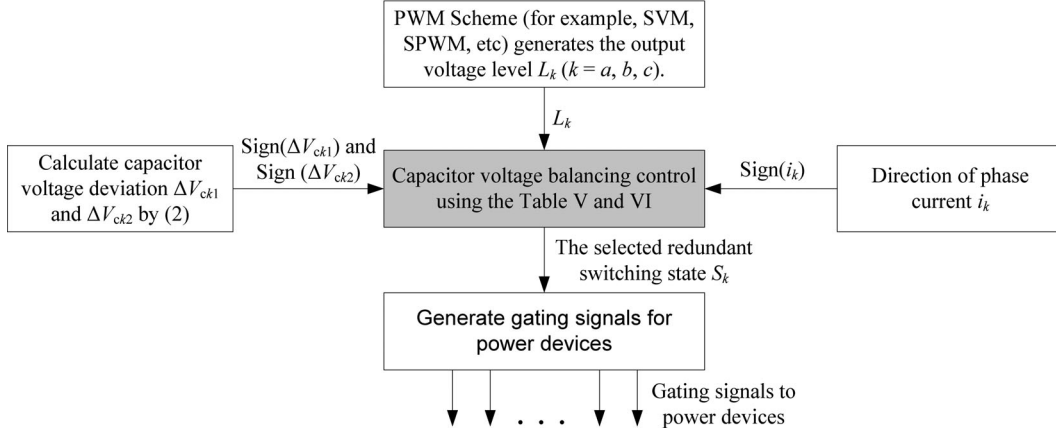 PWM Scheme (for example, SVM,
SPWM, etc) generates the output
voltage level Lk (k = a, b, c).
Lk
Sign(ΔVck1) and
Sign (ΔVck2)
Calculate capacitor
voltage deviation ΔVck1
and ΔVck2 by (2)
Capacitor voltage balancing control
using the Table V and VI
Sign(ik)
Direction of phase
current ik
The selected redundant
switching state Sk
Generate gating signals for
power devices
Gating signals to
power devices
. . .